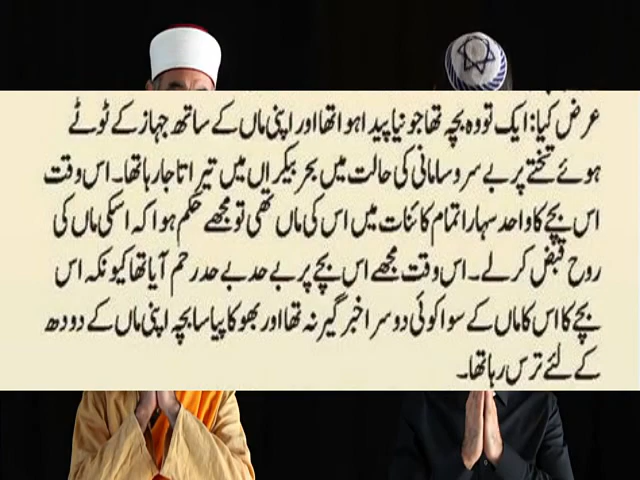 عرض کیا: ایک تو وہ بچہ تھا جو نیا پیدا ہوا تھا اور اپنی ماں کے ساتھ جہاز کے ٹوٹے
ہوئے تختے پر بے سر و سامانی کی حالت میں بحر بیکراں میں تیراتا جا رہا تھا۔ اس وقت
اس بچے کا واحد سہارا تمام کائنات میں اس کی ماں تھی تو مجھے حکم ہوا کہ اسکی ماں کی
روح قبض کر لے۔ اس وقت مجھے اس بچے پر بے حد بے حد رحم آیا تھا کیونکہ اس
بچے کا اس کا ماں کے سوا کوئی دوسرا خبر گیر نہ تھا اور بھوکا پیاسا بچہ اپنی ماں کے دودھ
کے لئے ترس رہا تھا۔